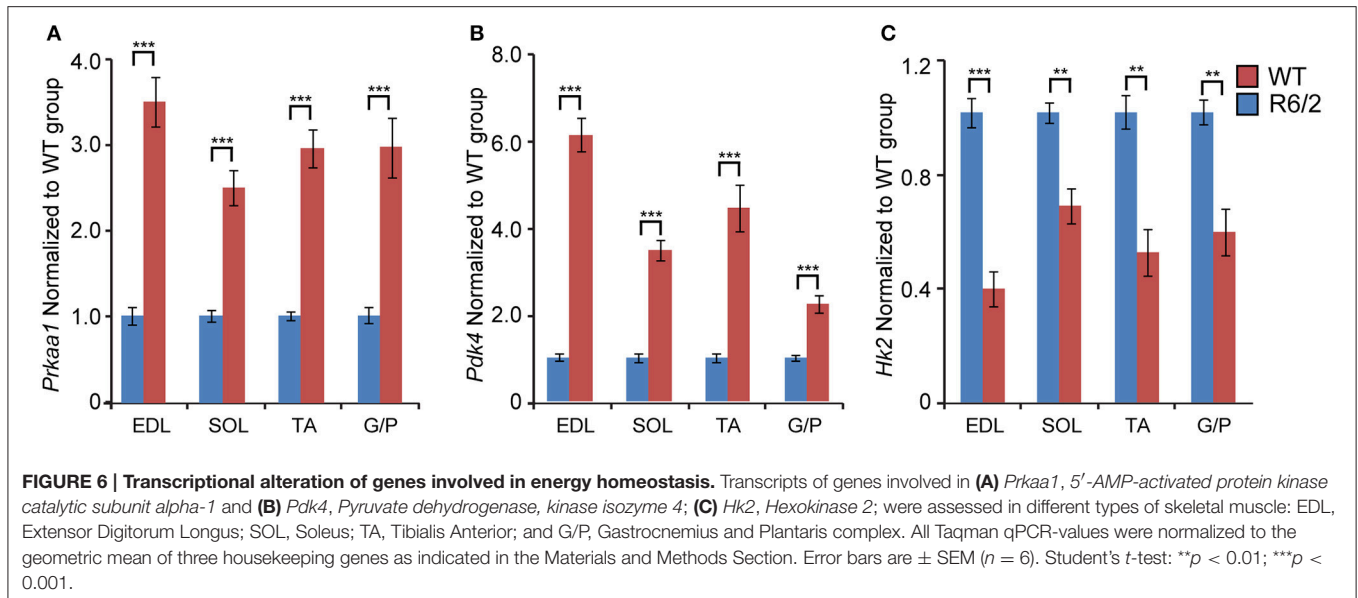 A
***
***
***
***
4.0
3.0
2.0
1.0
0
Prkaa1 Normalized to WT group
EDL SOL TA G/P
B
***
***
***
***
8.0
6.0
4.0
2.0
0
Pdk4 Normalized to WT group
EDL SOL TA G/P
C
***
**
**
**
1.2
0.8
0.4
0
Hk2 Normalized to WT group
EDL SOL TA G/P
WT
R6/2
FIGURE 6 | Transcriptional alteration of genes involved in energy homeostasis. Transcripts of genes involved in (A) Prkaa1, 5′-AMP-activated protein kinase
catalytic subunit alpha-1 and (B) Pdk4, Pyruvate dehydrogenase, kinase isozyme 4; (C) Hk2, Hexokinase 2; were assessed in different types of skeletal muscle: EDL,
Extensor Digitorum Longus; SOL, Soleus; TA, Tibialis Anterior; and G/P, Gastrocnemius and Plantaris complex. All Taqman qPCR-values were normalized to the
geometric mean of three housekeeping genes as indicated in the Materials and Methods Section. Error bars are ± SEM (n = 6). Student's t-test: **p < 0.01; ***p <
0.001.